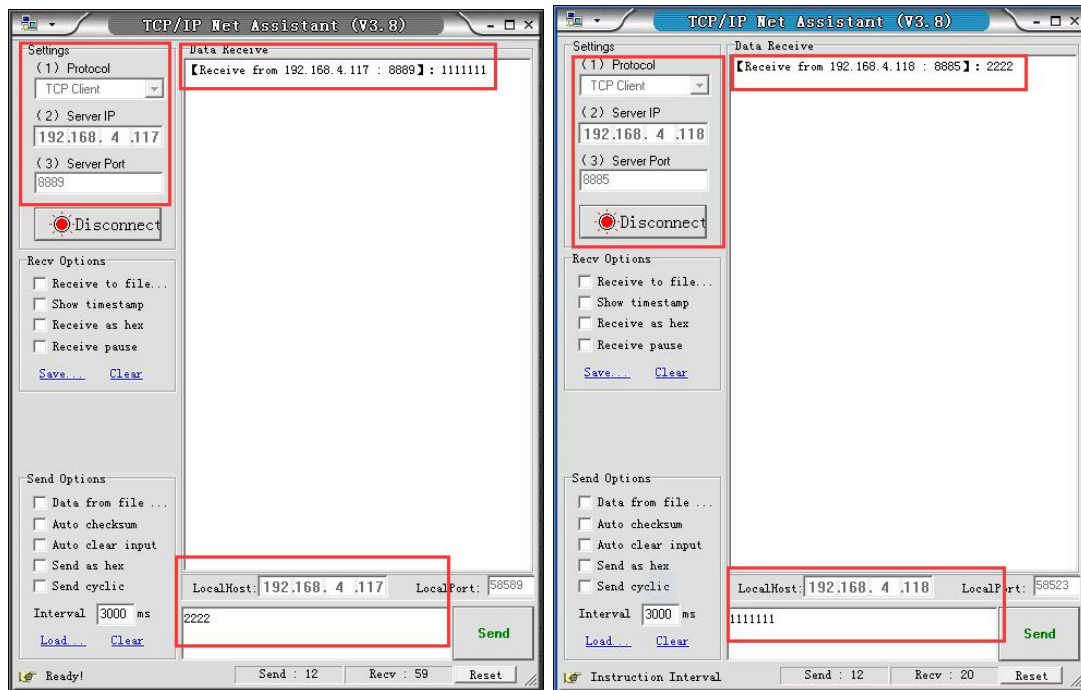 TCP/IP Net Assistant (V3.8)
Settings
(1) Protocol
TCP Client
(2) Server IP
192.168. 4 .117
(3) Server Port
8889
Disconnect
Recv Options
Receive to file...
Show timestamp
Receive as hex
Receive pause
Save... Clear
Send Options
Data from file ...
Auto checksum
Auto clear input
Send as hex
Send cyclic
Interval 3000 ms
Load... Clear
Data Receive
【Receive from 192.168.4.117 : 8889】: 1111111
LocalHost: 192.168. 4 .117 LocalPort: 58589
2222
Send
Ready! Send : 12 Recv : 59 Reset
TCP/IP Net Assistant (V3.8)
Settings
(1) Protocol
TCP Client
(2) Server IP
192.168. 4 .118
(3) Server Port
8885
Disconnect
Recv Options
Receive to file...
Show timestamp
Receive as hex
Receive pause
Save... Clear
Send Options
Data from file ...
Auto checksum
Auto clear input
Send as hex
Send cyclic
Interval 3000 ms
Load... Clear
Data Receive
【Receive from 192.168.4.118 : 8885】: 2222
LocalHost: 192.168. 4 .118 LocalPort: 58523
1111111
Send
Instruction Interval Send : 12 Recv : 20 Reset